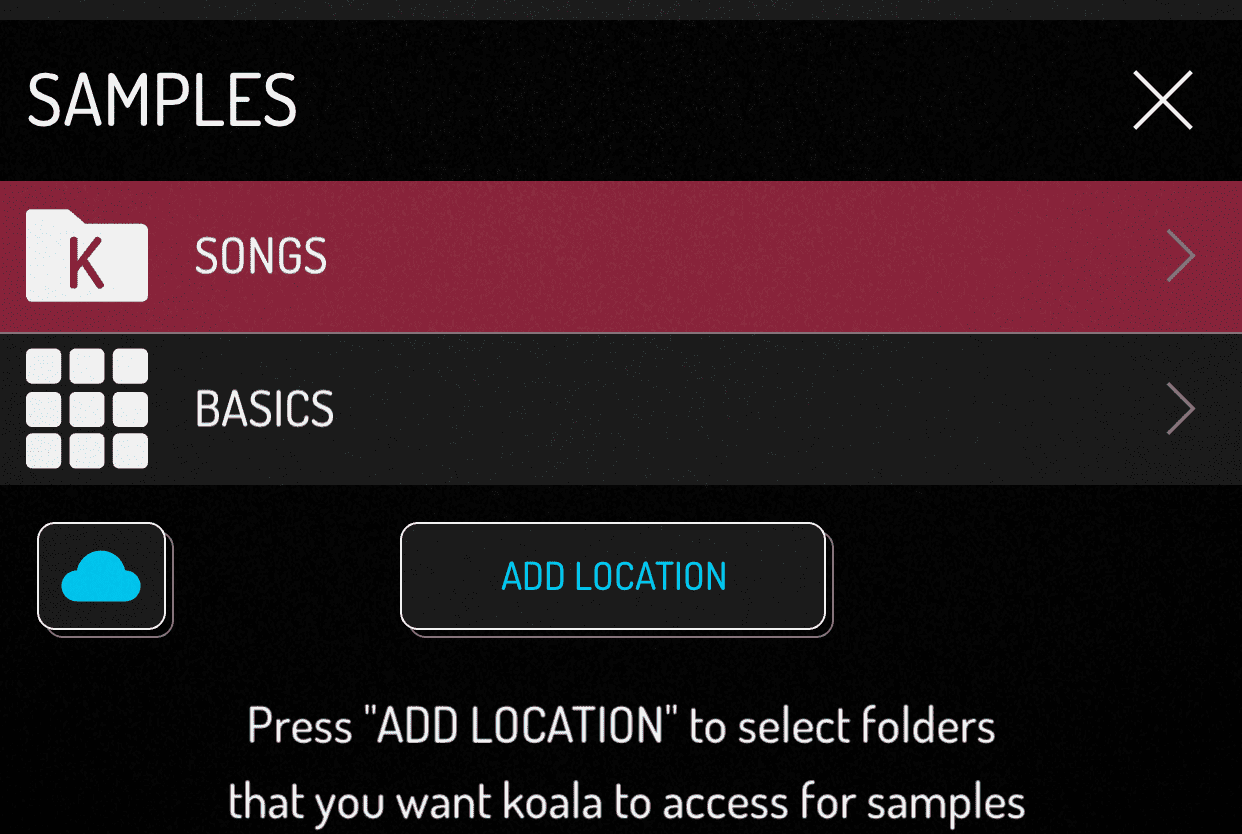 SAMPLES
K
SONGS
BASICS
ADD LOCATION
Press "ADD LOCATION" to select folders
that you want koala to access for samples